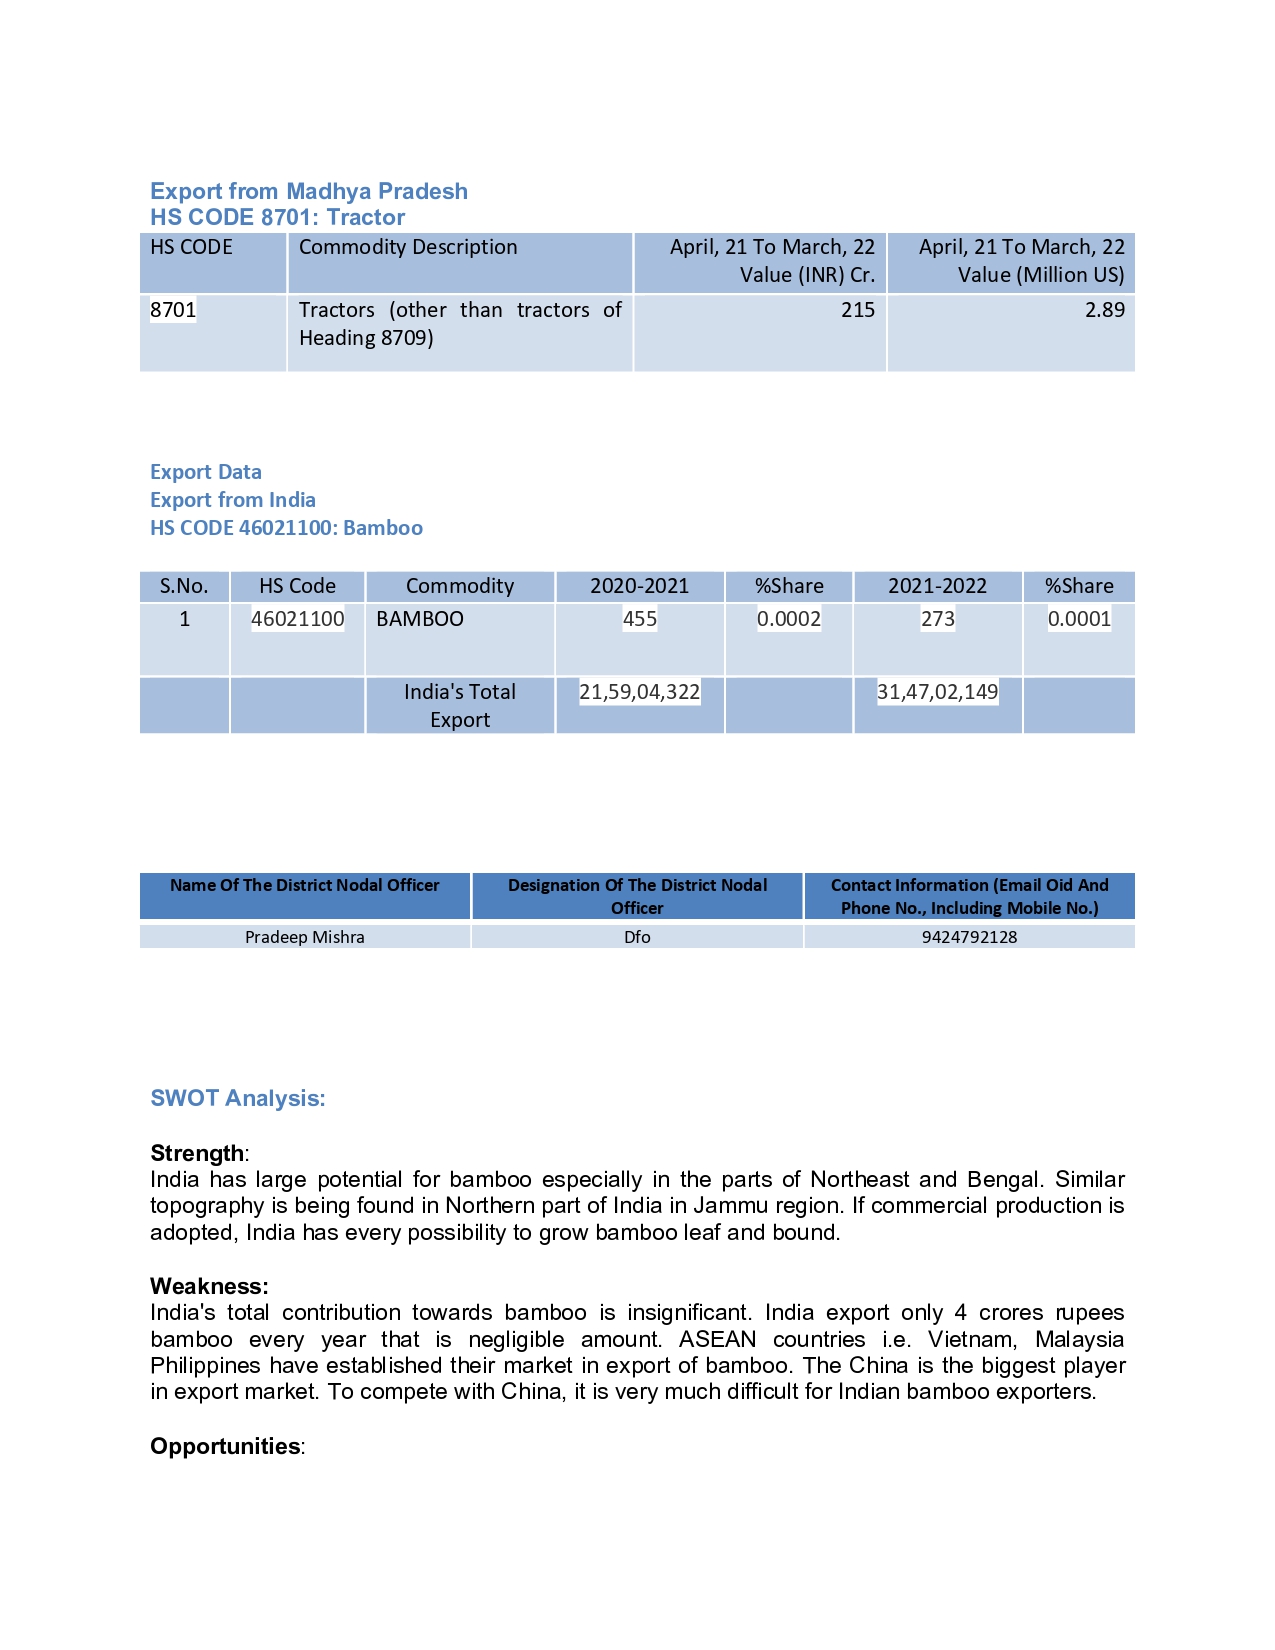 Export from Madhya Pradesh
HS CODE 8701: Tractor
HS CODE Commodity Description April, 21 To March, 22 April, 21 To March, 22
Value (INR) Cr. Value (Million US)
8701 Tractors (other than tractors of 215 2.89
Heading 8709)
Export Data
Export from India
HS CODE 46021100: Bamboo
S.No. HS Code Commodity 2020-2021 %Share 2021-2022 %Share
1 46021100 BAMBOO 455 0.0002 273 0.0001
India's Total 21,59,04,322 31,47,02,149
Export
Name Of The District Nodal Officer Designation Of The District Nodal Contact Information (Email Oid And
Officer Phone No., Including Mobile No.)
Pradeep Mishra Dfo 9424792128
SWOT Analysis:
Strength:
India has large potential for bamboo especially in the parts of Northeast and Bengal. Similar
topography is being found in Northern part of India in Jammu region. If commercial production is
adopted, India has every possibility to grow bamboo leaf and bound.
Weakness:
India's total contribution towards bamboo is insignificant. India export only 4 crores rupees
bamboo every year that is negligible amount. ASEAN countries i.e. Vietnam, Malaysia
Philippines have established their market in export of bamboo. The China is the biggest player
in export market. To compete with China, it is very much difficult for Indian bamboo exporters.
Opportunities: